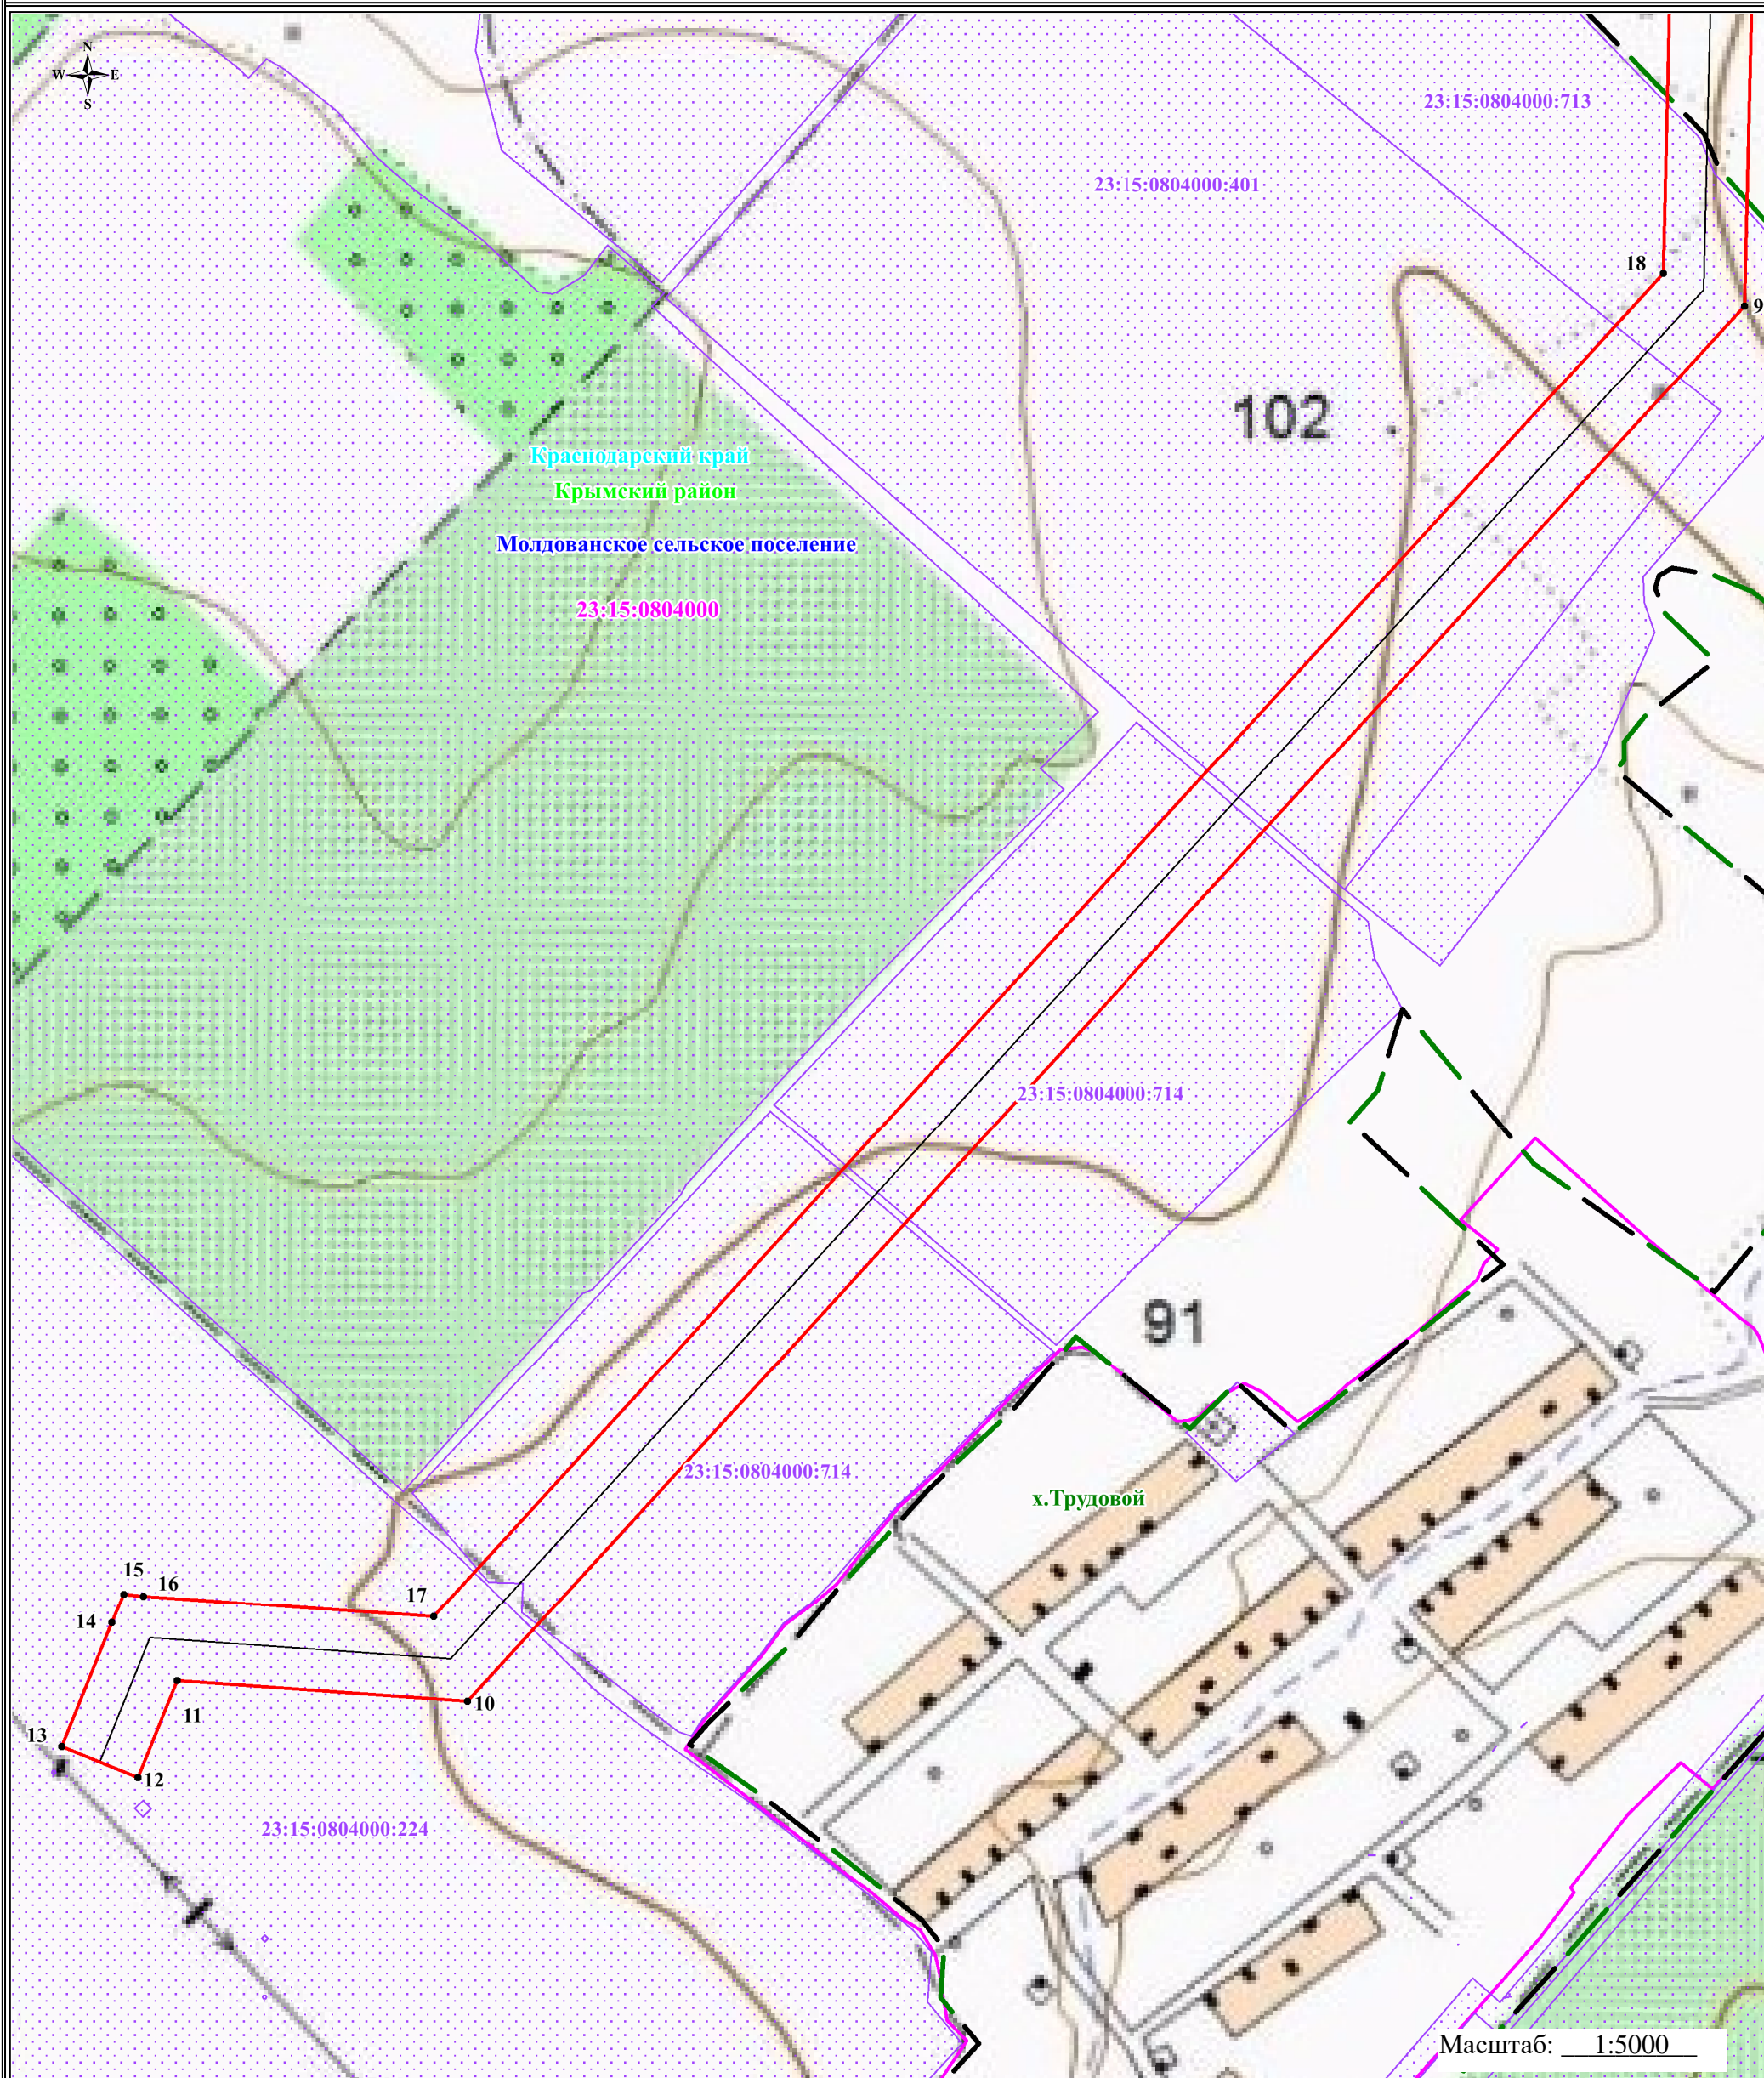 N
W E
S
23:15:0804000:713
23:15:0804000:401
18
9
102
Краснодарский край
Крымский район
Молдованское сельское поселение
23:15:0804000
23:15:0804000:714
91
23:15:0804000:714
х.Трудовой
15
16
17
14
11
10
13
12
23:15:0804000:224
Масштаб: 1:5000